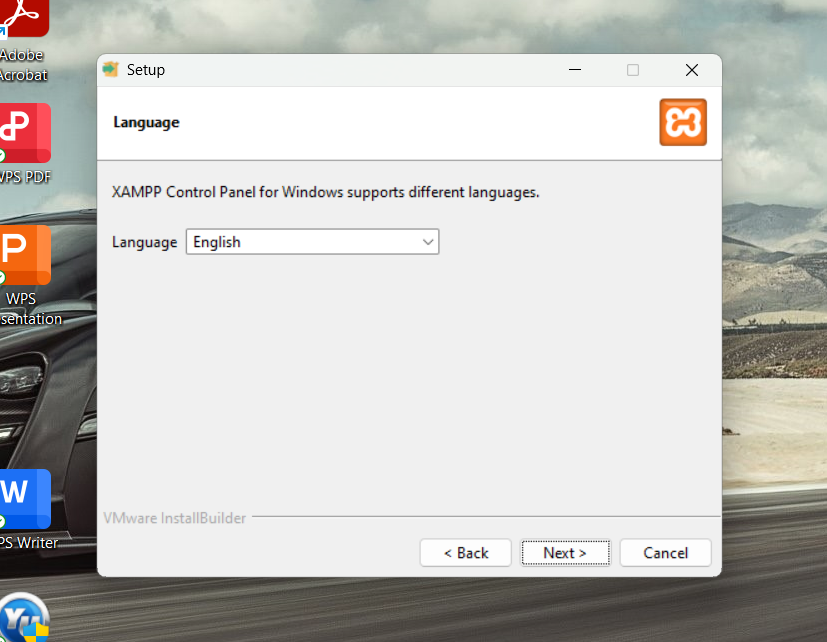 Adobe
Acrobat
WPS PDF
WPS
sentation
PS Writer
Setup
Language
XAMPP Control Panel for Windows supports different languages.
Language
English
VMware InstallBuilder
< Back
Next >
Cancel